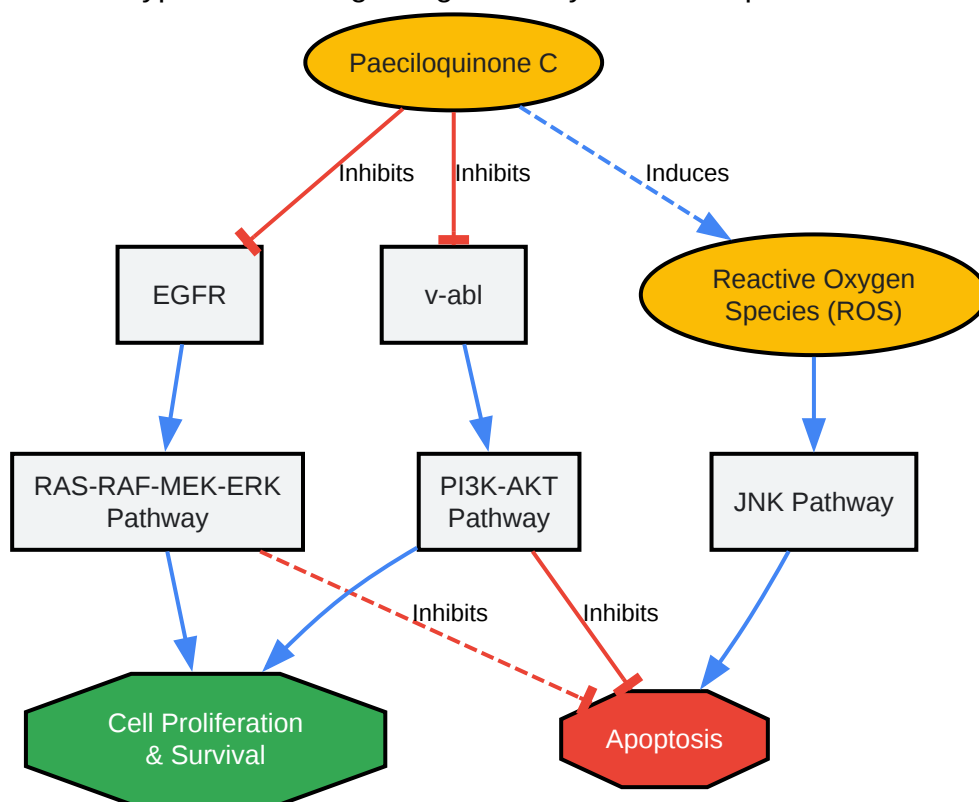 Paeciloquinone C
Inhibits
Inhibits
Induces
EGFR
v-abl
Reactive Oxygen
Species (ROS)
RAS-RAF-MEK-ERK
Pathway
PI3K-AKT
Pathway
JNK Pathway
Inhibits
Inhibits
Cell Proliferation
& Survival
Apoptosis